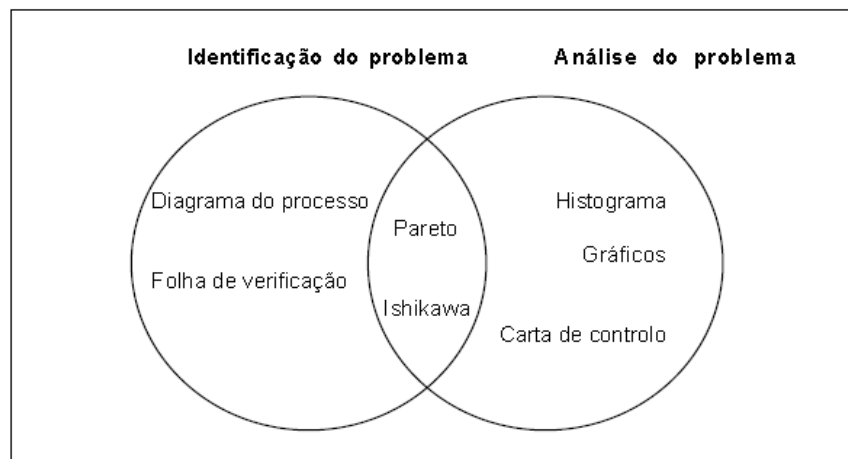 Identificação do problema
Análise do problema
Diagrama do processo
Folha de verificação
Pareto
Ishikawa
Histograma
Gráficos
Carta de controlo